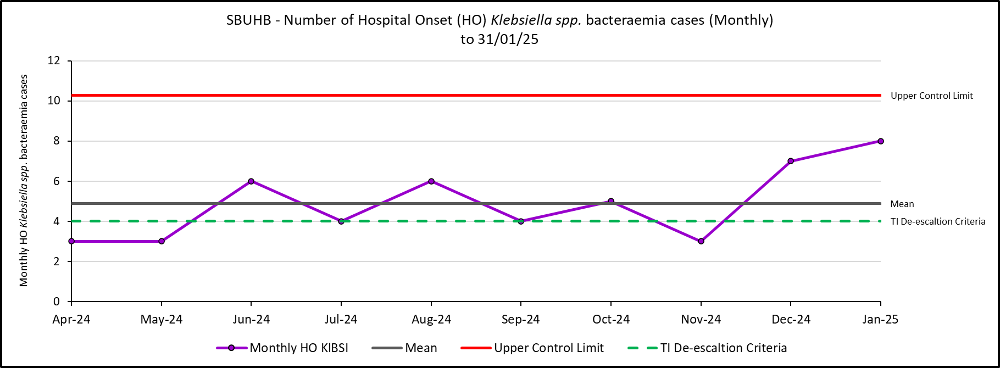 SBUHB - Number of Hospital Onset (HO) Klebsiella spp. bacteraemia cases (Monthly)
to 31/01/25
Monthly HO Klebsiella spp. bacteraemia cases
12
10
8
6
4
2
0
Upper Control Limit
Mean
TI De-escaltion Criteria
Apr-24 May-24 Jun-24 Jul-24 Aug-24 Sep-24 Oct-24 Nov-24 Dec-24 Jan-25
Monthly HO KlBSI Mean Upper Control Limit TI De-escaltion Criteria